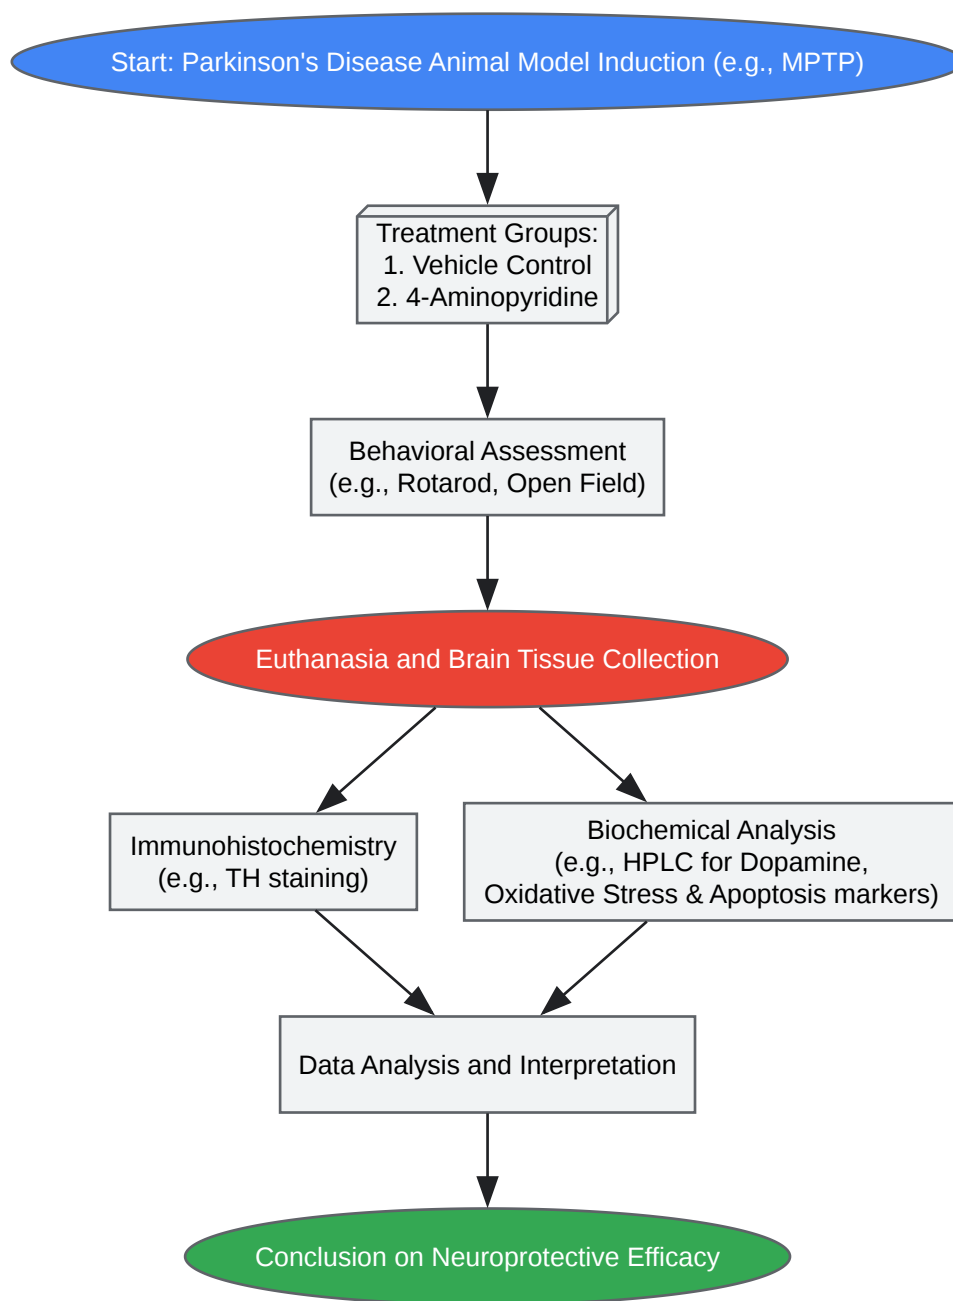 Start: Parkinson's Disease Animal Model Induction (e.g., MPTP)
Treatment Groups:
1. Vehicle Control
2. 4-Aminopyridine
Behavioral Assessment
(e.g., Rotarod, Open Field)
Euthanasia and Brain Tissue Collection
Immunohistochemistry
(e.g., TH staining)
Biochemical Analysis
(e.g., HPLC for Dopamine,
Oxidative Stress & Apoptosis markers)
Data Analysis and Interpretation
Conclusion on Neuroprotective Efficacy